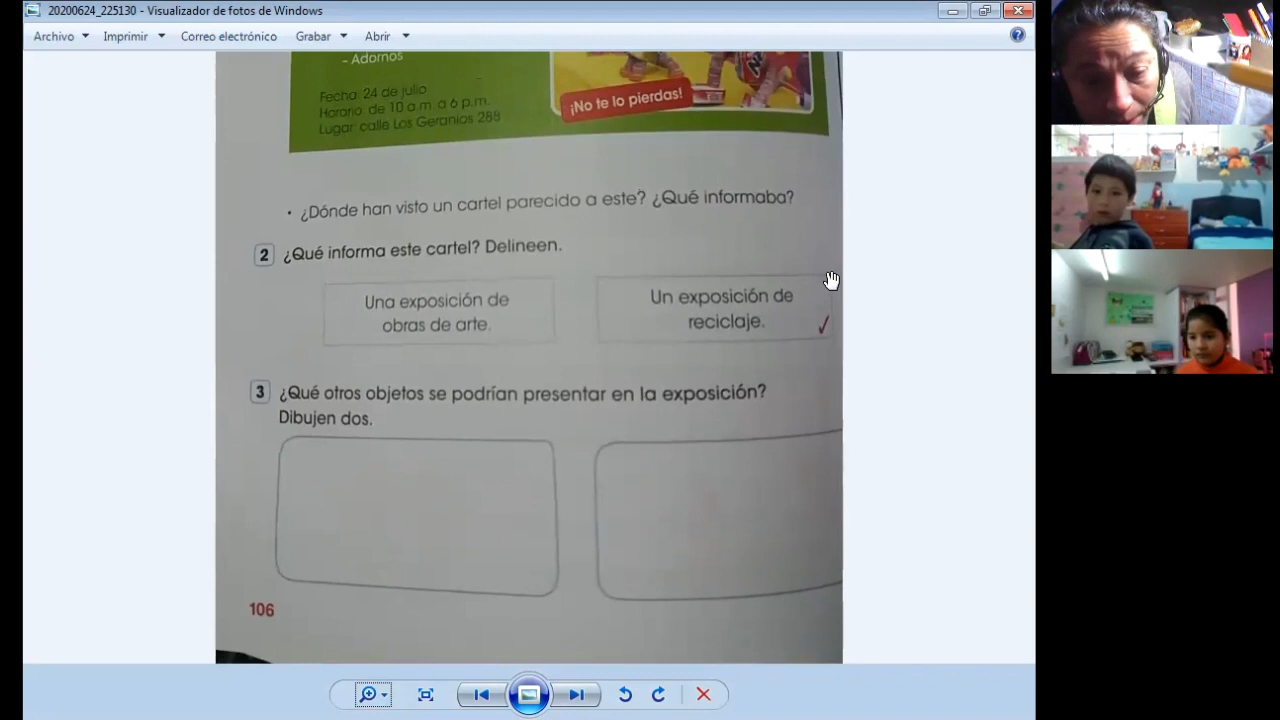 20200624_225130 - Visualizador de fotos de Windows
Archivo Imprimir Correo electrónico Grabar Abrir
- Adornos
Fecha: 24 de julio
Horario: de 10 a.m. a 6 p.m.
Lugar: calle Los Geranios 288
¡No te lo pierdas!
• ¿Dónde han visto un cartel parecido a este? ¿Qué informaba?
2 ¿Qué informa este cartel? Delineen.
Una exposición de
obras de arte.
Un exposición de
reciclaje.
3 ¿Qué otros objetos se podrían presentar en la exposición?
Dibujen dos.
106